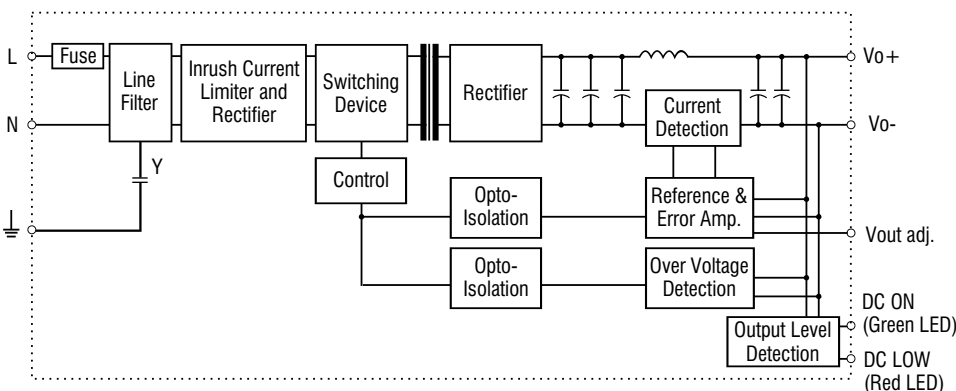 L
Fuse
Line
Filter
Inrush Current
Limiter and
Rectifier
Switching
Device
Rectifier
Current
Detection
Vo+
N
Vo-
Y
Control
Opto-
Isolation
Reference &
Error Amp.
Vout adj.
Opto-
Isolation
Over Voltage
Detection
Output Level
Detection
DC ON
(Green LED)
DC LOW
(Red LED)